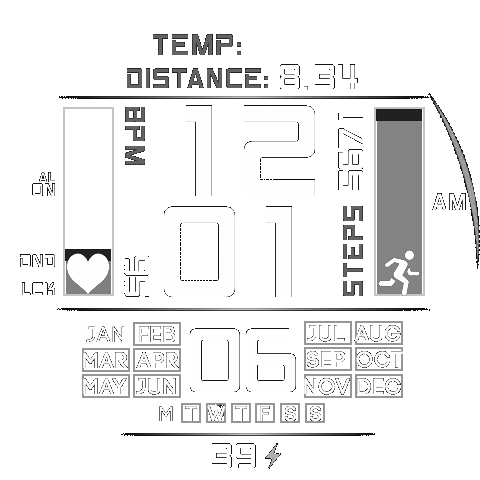 TEMP:
DISTANCE: 8.34
BPM
12
01
STEPS 5671
AL
ON
AM
DND
LCK
JAN FEB
MAR APR
MAY JUN
06
JUL AUG
SEP OCT
NOV DEC
M T W T F S S
39